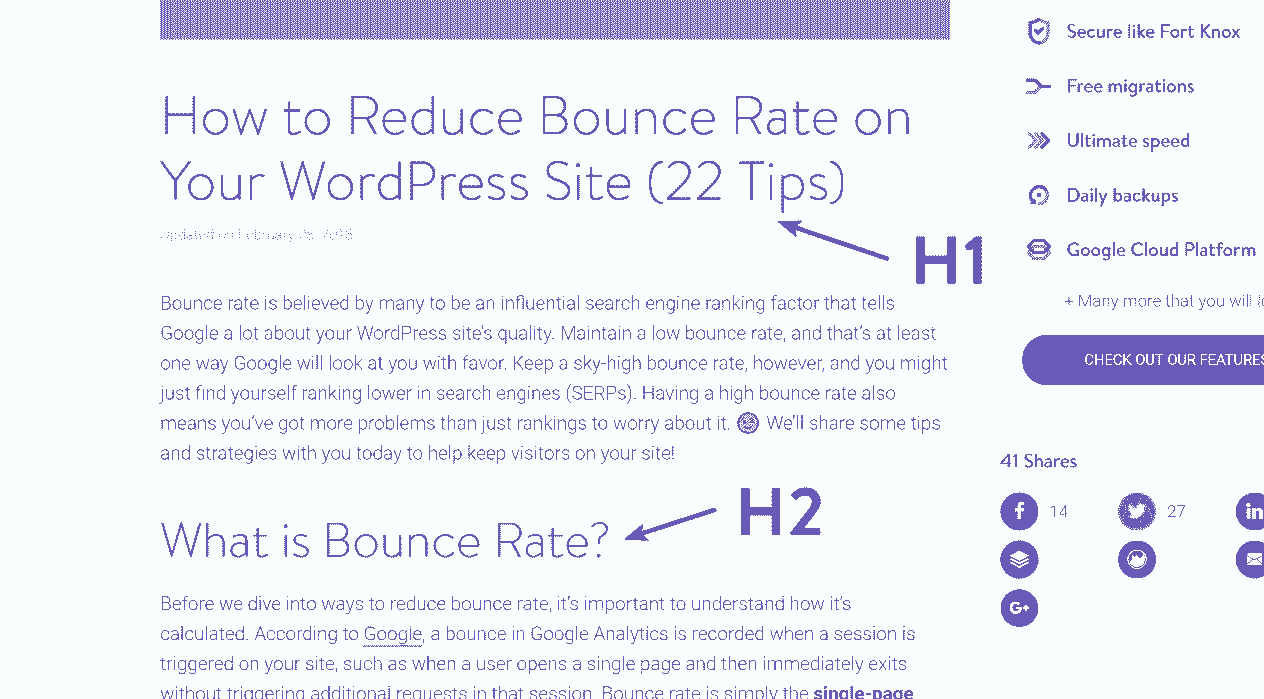 How to Reduce Bounce Rate on
Your WordPress Site (22 Tips)
Updated on February 28, 2018
H1
Bounce rate is believed by many to be an influential search engine ranking factor that tells
Google a lot about your WordPress site's quality. Maintain a low bounce rate, and that's at least
one way Google will look at you with favor. Keep a sky-high bounce rate, however, and you might
just find yourself ranking lower in search engines (SERPs). Having a high bounce rate also
means you've got more problems than just rankings to worry about it. We'll share some tips
and strategies with you today to help keep visitors on your site!
H2
What is Bounce Rate?
Before we dive into ways to reduce bounce rate, it's important to understand how it's
calculated. According to Google, a bounce in Google Analytics is recorded when a session is
triggered on your site, such as when a user opens a single page and then immediately exits
without triggering additional requests in that session. Bounce rate is simply the single-page
Secure like Fort Knox
Free migrations
Ultimate speed
Daily backups
Google Cloud Platform
+ Many more that you will
CHECK OUT OUR FEATURES
41 Shares
14
27